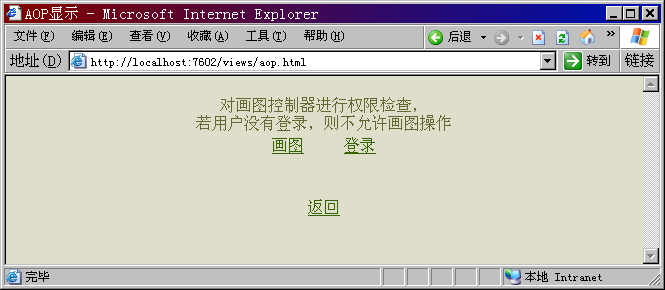 AOP显示 - Microsoft Internet Explorer
文件(F) 编辑(E) 查看(V) 收藏(A) 工具(T) 帮助(H) 后退 »
地址(D) http://localhost:7602/views/aop.html 转到 链接
对画图控制器进行权限检查,
若用户没有登录, 则不允许画图操作
画图 登录
返回
完毕 本地 Intranet